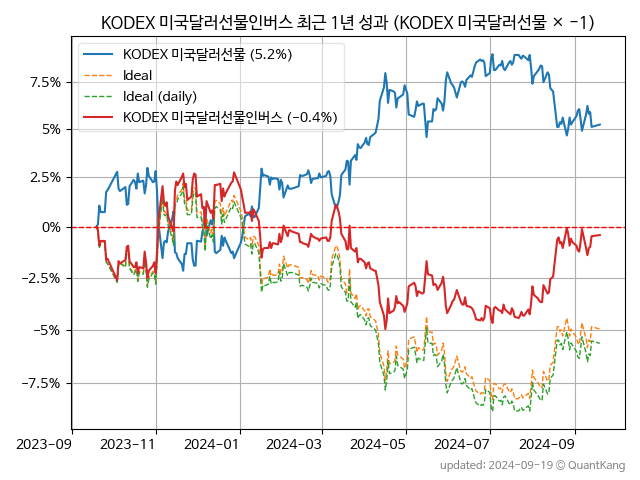 KODEX 미국달러선물인버스 최근 1년 성과 (KODEX 미국달러선물 × −1)
KODEX 미국달러선물 (5.2%)
Ideal
Ideal (daily)
KODEX 미국달러선물인버스 (−0.4%)
7.5%
5%
2.5%
0%
−2.5%
−5%
−7.5%
2023−09
2023−11
2024−01
2024−03
2024−05
2024−07
2024−09
updated: 2024−09−19 © QuantKang